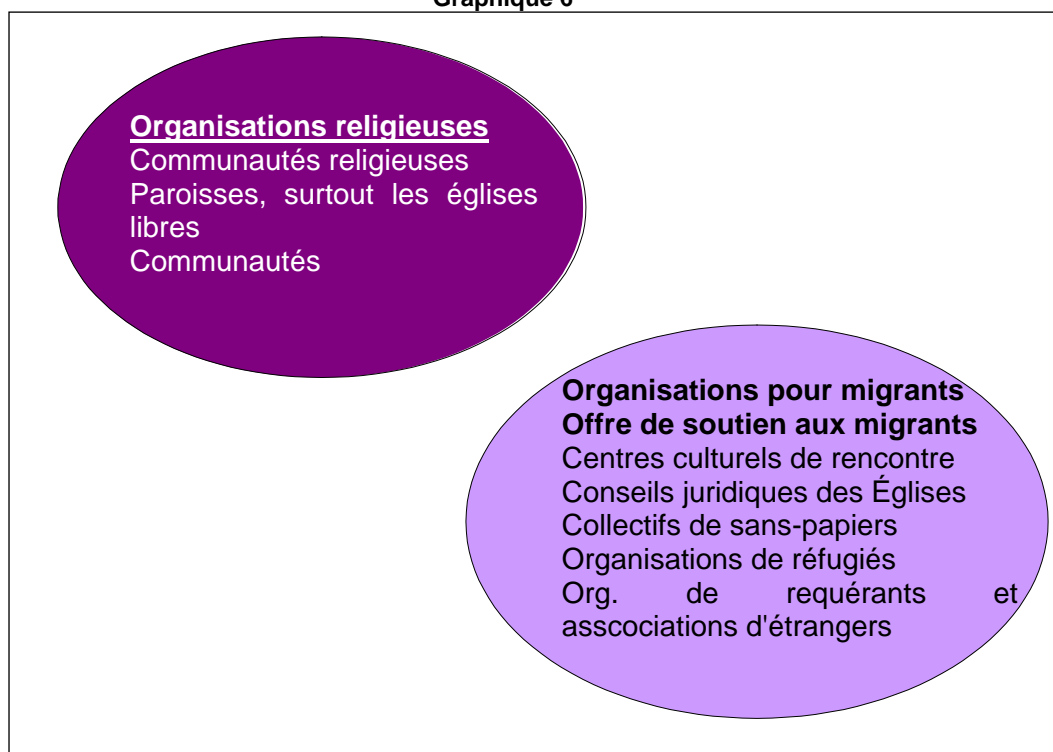 Graphique 6
Organisations religieuses
Communautés religieuses
Paroisses, surtout les églises
libres
Communautés
Organisations pour migrants
Offre de soutien aux migrants
Centres culturels de rencontre
Conseils juridiques des Églises
Collectifs de sans-papiers
Organisations de réfugiés
Org. de requérants et
asscociations d'étrangers